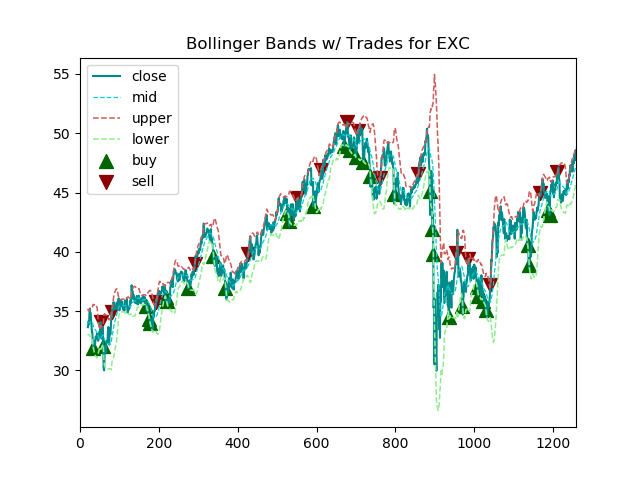 Bollinger Bands w/ Trades for EXC
close
mid
upper
lower
buy
sell
55
50
45
40
35
30
0 200 400 600 800 1000 1200